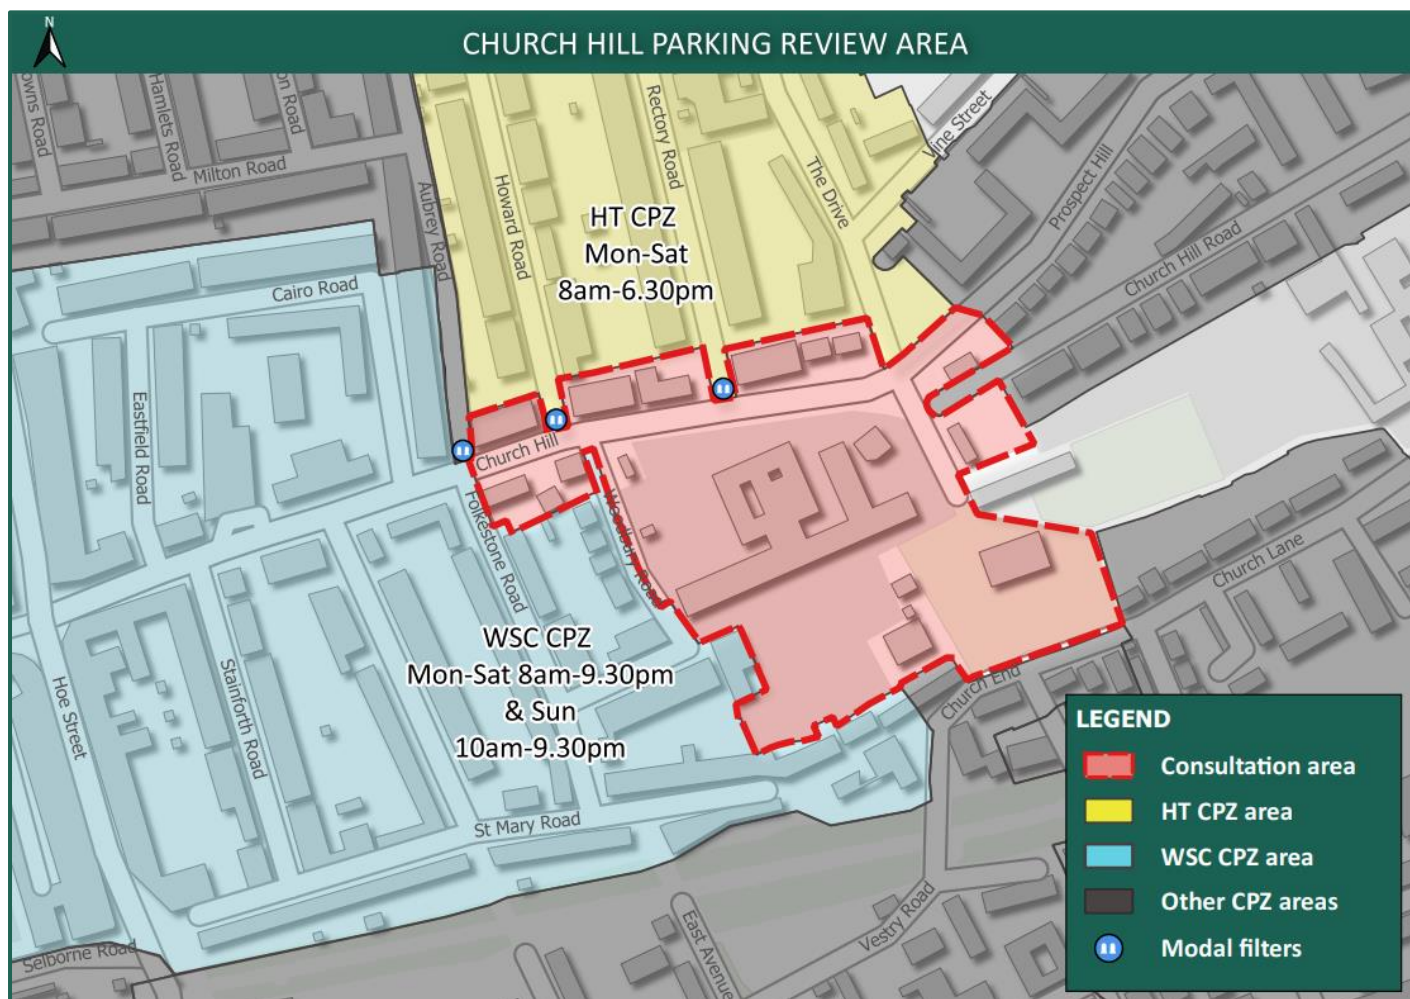 N
CHURCH HILL PARKING REVIEW AREA
owns Road
Hamlets Road
on Road
Milton Road
Aubrey Road
Howard Road
Rectory Road
The Drive
Vine Street
Prospect Hill
Church Hill Road
HT CPZ
Mon-Sat
8am-6.30pm
Cairo Road
Eastfield Road
Church Hill
Folkestone Road
Woodbury Road
Church Lane
WSC CPZ
Mon-Sat 8am-9.30pm
& Sun
10am-9.30pm
Hoe Street
Stainforth Road
Church End
St Mary Road
Vestry Road
East Avenue
Selborne Road
LEGEND
Consultation area
HT CPZ area
WSC CPZ area
Other CPZ areas
Modal filters